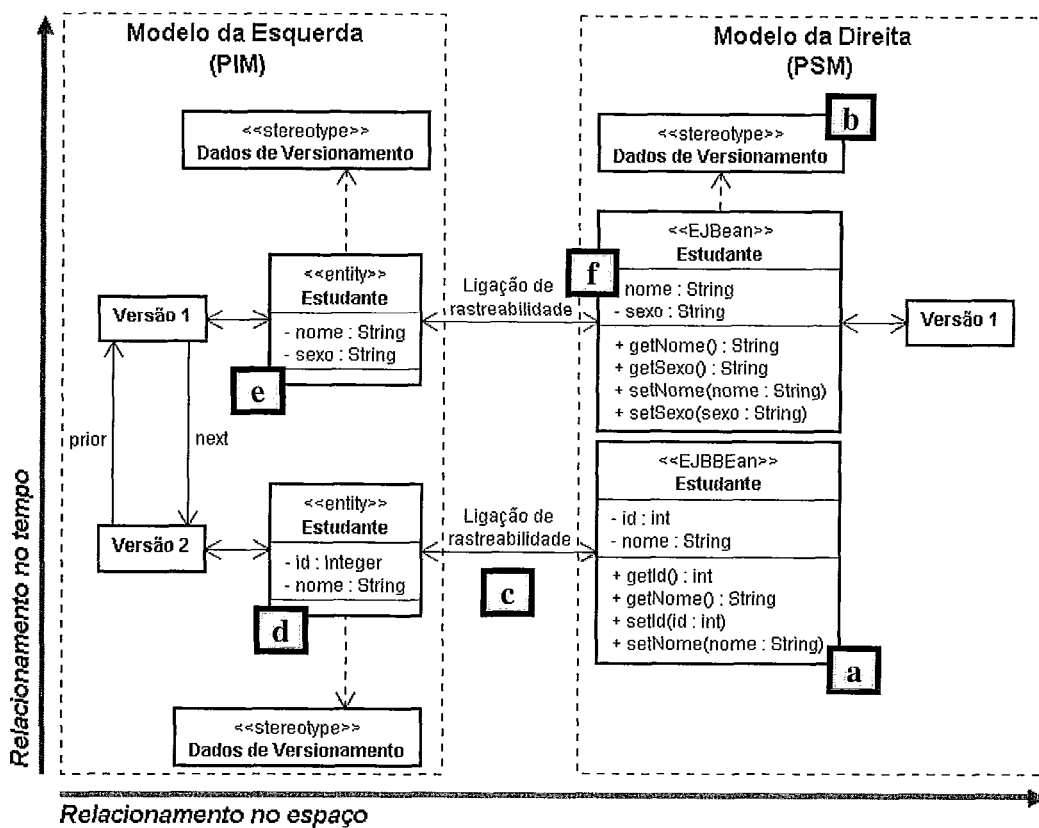 Modelo da Esquerda
(PIM)
Modelo da Direita
(PSM)
<<stereotype>>
Dados de Versionamento
<<stereotype>>
Dados de Versionamento
b
<<entity>>
Estudante
- nome : String
- sexo : String
e
Versão 1
Ligação de
rastreabilidade
<<EJBean>>
Estudante
f
nome : String
- sexo : String
+ getNome() : String
+ getSexo() : String
+ setNome(nome : String)
+ setSexo(sexo : String)
Versão 1
prior
next
Versão 2
<<entity>>
Estudante
- id : Integer
- nome : String
d
Ligação de
rastreabilidade
c
<<EJBBEan>>
Estudante
- id : int
- nome : String
+ getId() : int
+ getNome() : String
+ setId(id : int)
+ setNome(nome : String)
a
<<stereotype>>
Dados de Versionamento
Relacionamento no tempo
Relacionamento no espaço